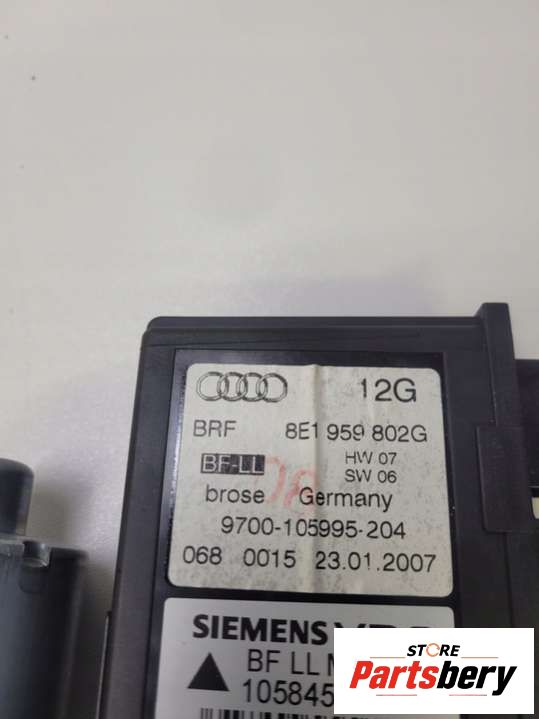 12G
BRF 8E1 959 802G
BF-LL HW 07
SW 06
brose Germany
9700-105995-204
068 0015 23.01.2007
SIEMENS
BF LL
105845
STORE
Partsbery